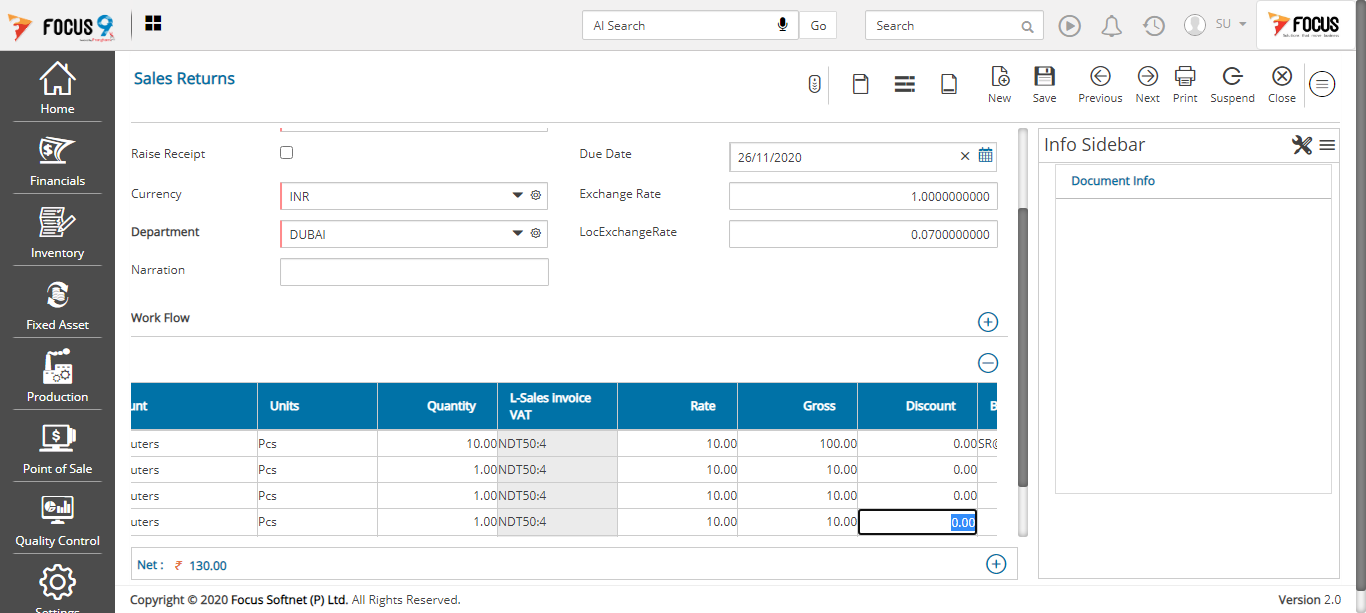 FOCUS 9
AI Search
Go
Search
SU
FOCUS
Home
Financials
Inventory
Fixed Asset
Production
Point of Sale
Quality Control
Settings
Sales Returns
New
Save
Previous
Next
Print
Suspend
Close
Raise Receipt
Due Date
26/11/2020
Currency
INR
Exchange Rate
1.0000000000
Department
DUBAI
LocExchangeRate
0.0700000000
Narration
Work Flow
unt Units Quantity L-Sales Invoice VAT Rate Gross Discount B
uters Pcs 10.00 NDT50:4 10.00 100.00 0.00 SR@
uters Pcs 1.00 NDT50:4 10.00 10.00 0.00
uters Pcs 1.00 NDT50:4 10.00 10.00 0.00
uters Pcs 1.00 NDT50:4 10.00 10.00 0.00
Net : ₹ 130.00
Info Sidebar
Document Info
Copyright © 2020 Focus Softnet (P) Ltd. All Rights Reserved.
Version 2.0